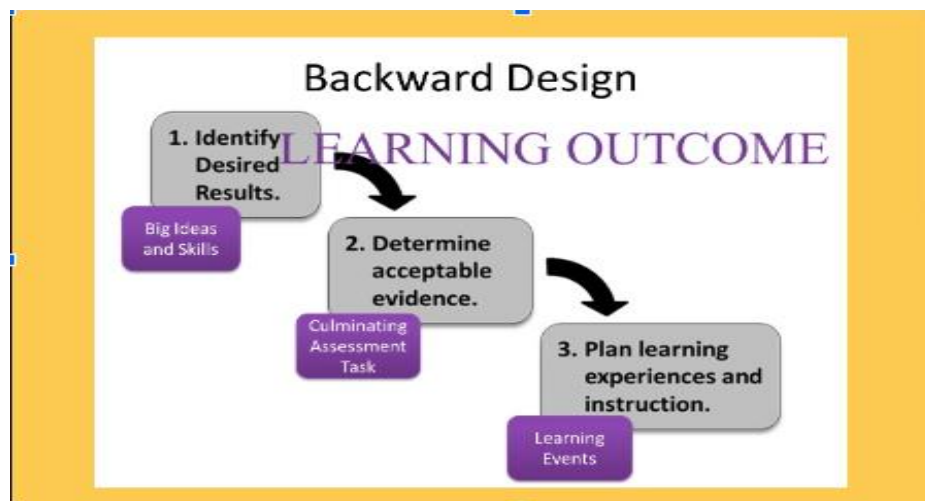 Backward Design
LEARNING OUTCOME
1. Identify
Desired
Results.
Big Ideas
and Skills
2. Determine
acceptable
evidence.
Culminating
Assessment
Task
3. Plan learning
experiences and
instruction.
Learning
Events